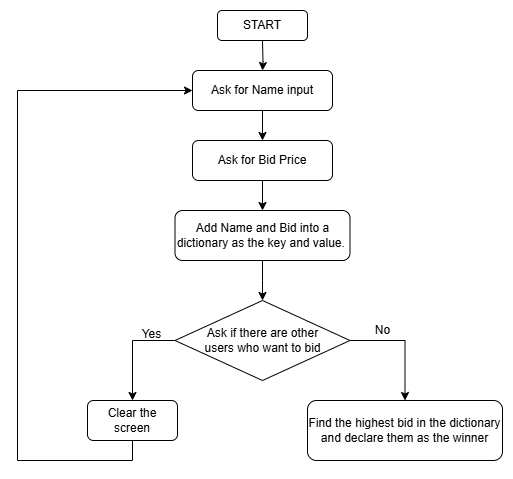 START
Ask for Name input
Ask for Bid Price
Add Name and Bid into a
dictionary as the key and value.
Ask if there are other
users who want to bid
Yes
No
Clear the
screen
Find the highest bid in the dictionary
and declare them as the winner